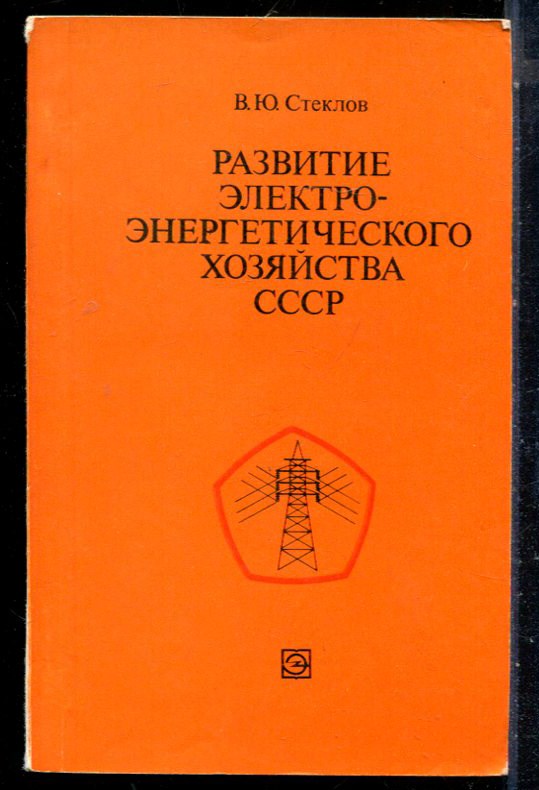 В. Ю. Стеклов
РАЗВИТИЕ
ЭЛЕКТРО-
ЭНЕРГЕТИЧЕСКОГО
ХОЗЯЙСТВА
СССР